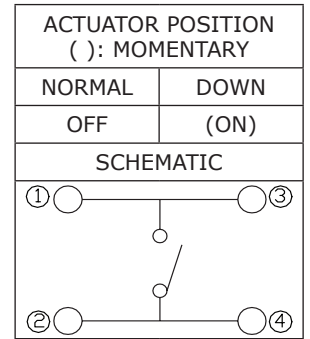 ACTUATOR POSITION
( ): MOMENTARY
NORMAL DOWN
OFF (ON)
SCHEMATIC
① ③
② ④